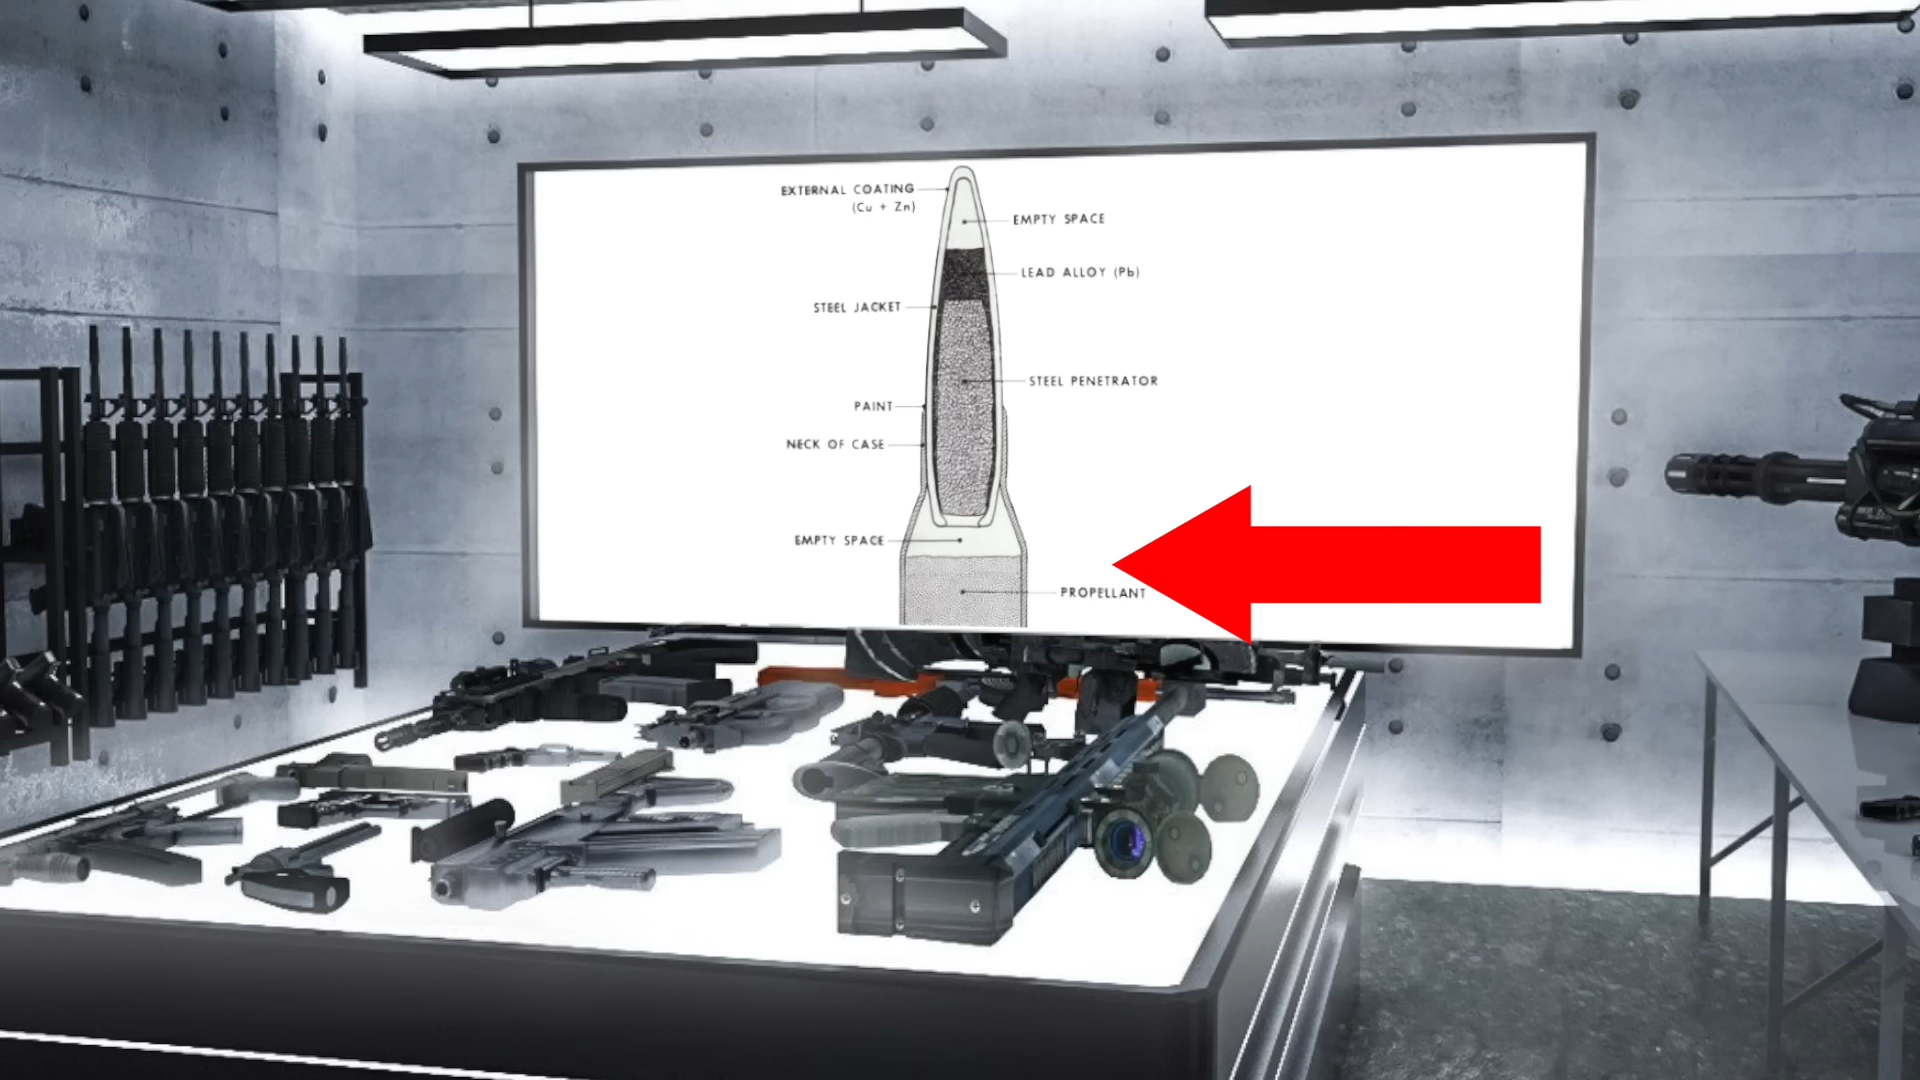 EXTERNAL COATING
(Cu + Zn)
EMPTY SPACE
LEAD ALLOY (Pb)
STEEL JACKET
STEEL PENETRATOR
PAINT
NECK OF CASE
EMPTY SPACE
PROPELLANT